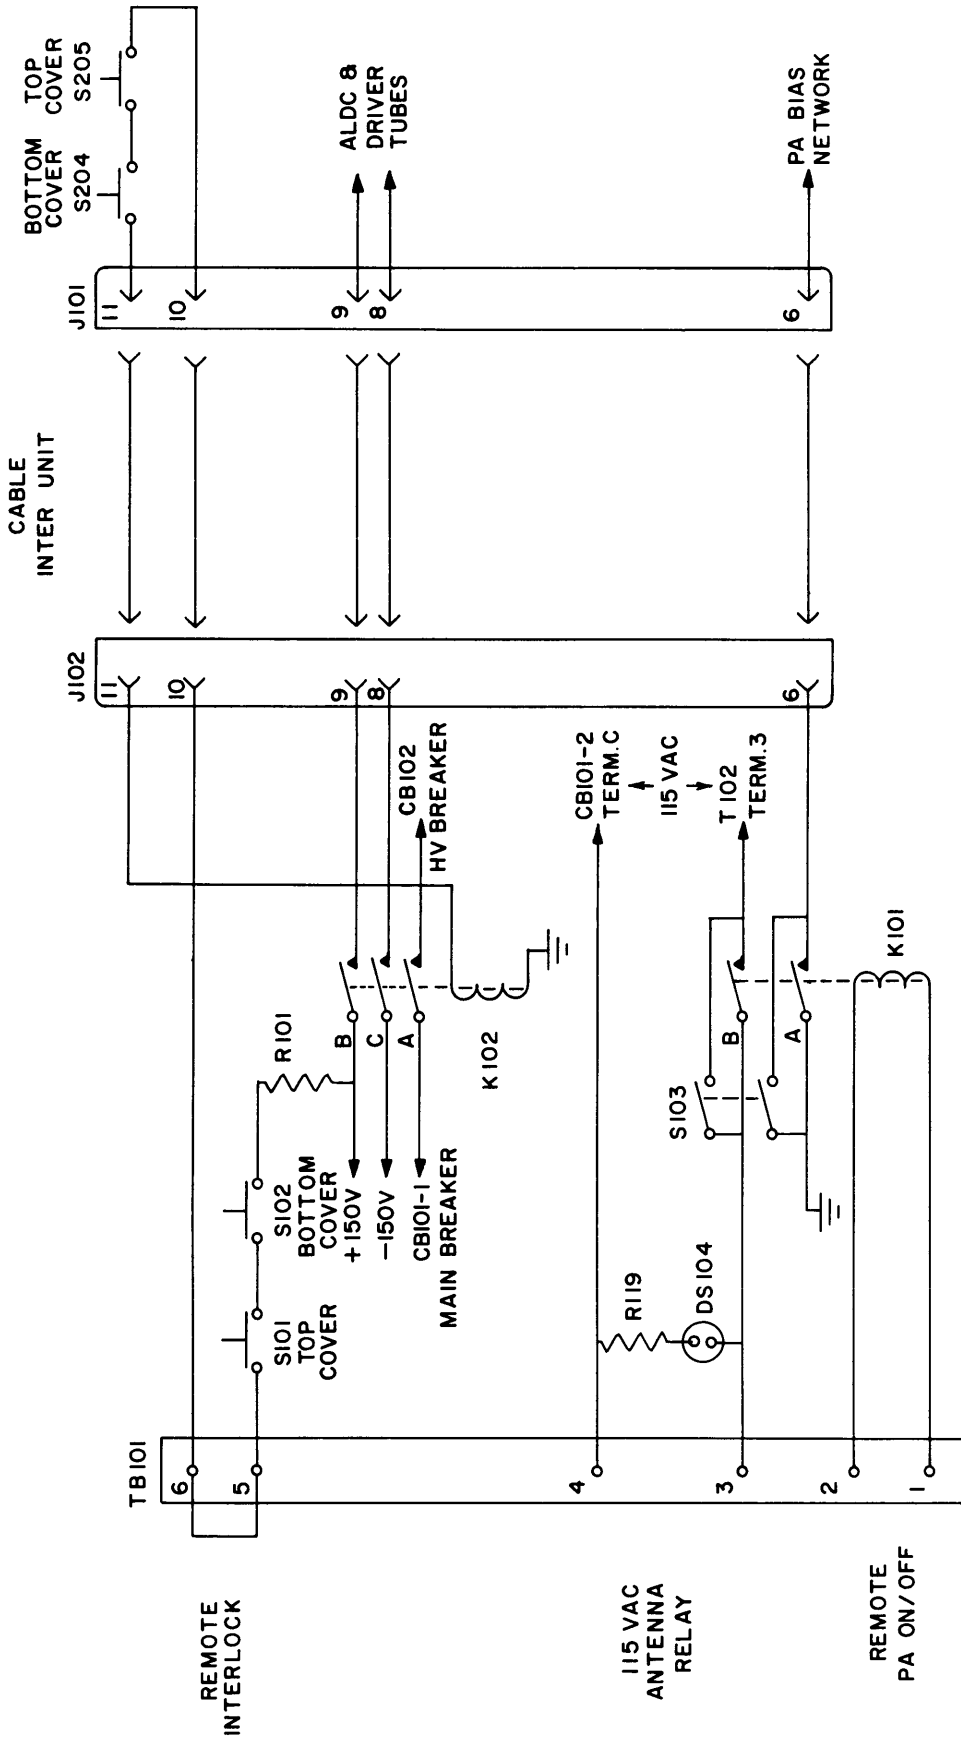 CABLE
INTER UNIT
BOTTOM
COVER
S204
TOP
COVER
S205
J102
J101
11
10
9
8
6
11
10
9
8
6
ALDC &
DRIVER
TUBES
PA BIAS
NETWORK
TB101
6
5
4
3
2
1
REMOTE
INTERLOCK
S101
TOP
COVER
S102
BOTTOM
COVER
R101
+150V
-150V
CB101-1
MAIN BREAKER
B
C
A
K102
CB102
HV BREAKER
115 VAC
ANTENNA
RELAY
R119
DS104
S103
B
A
K101
CB101-2
TERM.C
115 VAC
T102
TERM.3
REMOTE
PA ON/OFF